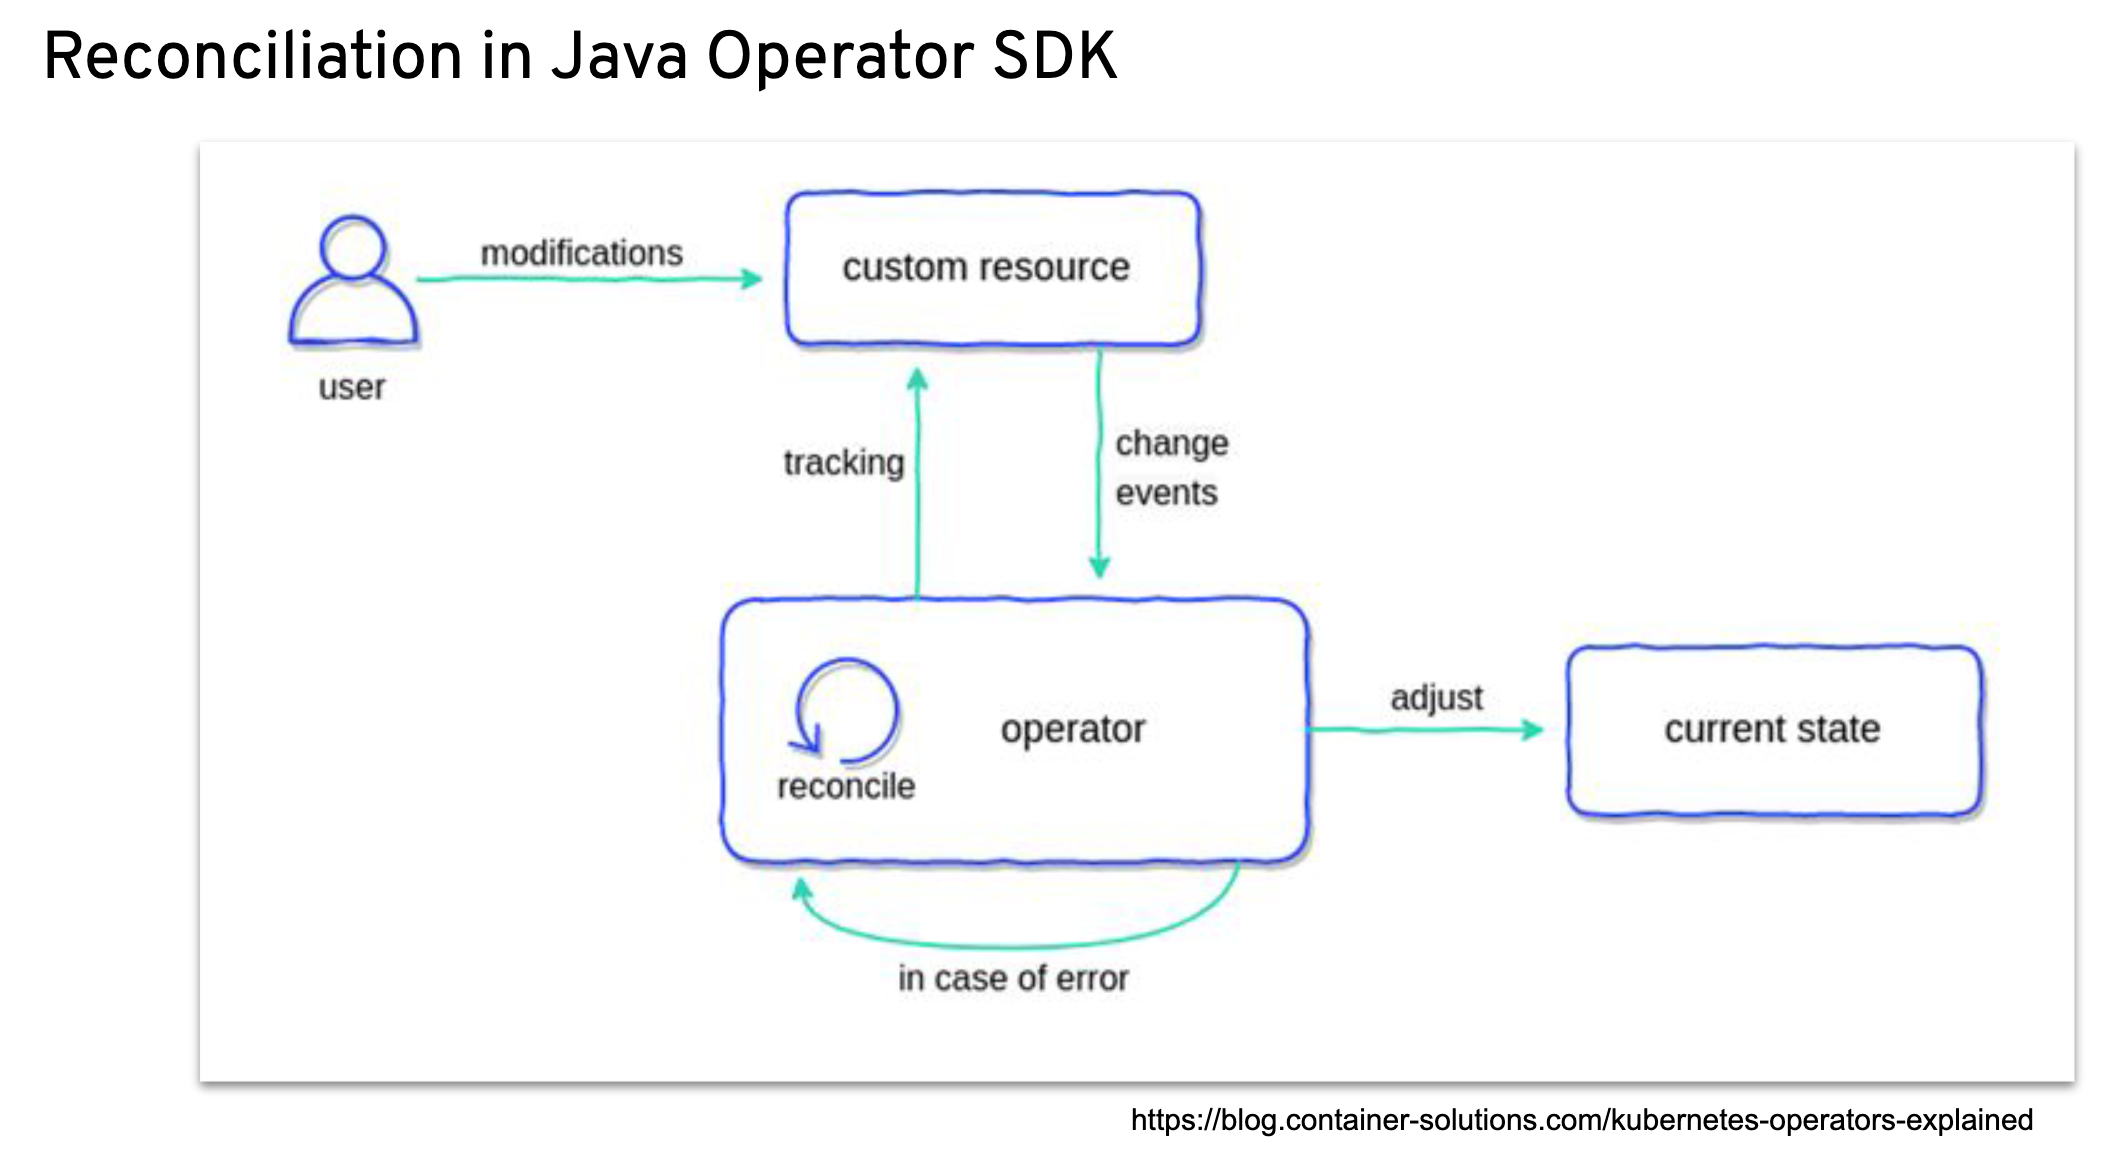 Reconciliation in Java Operator SDK
modifications
custom resource
user
tracking
change
events
reconcile
operator
adjust
current state
in case of error
https://blog.container-solutions.com/kubernetes-operators-explained